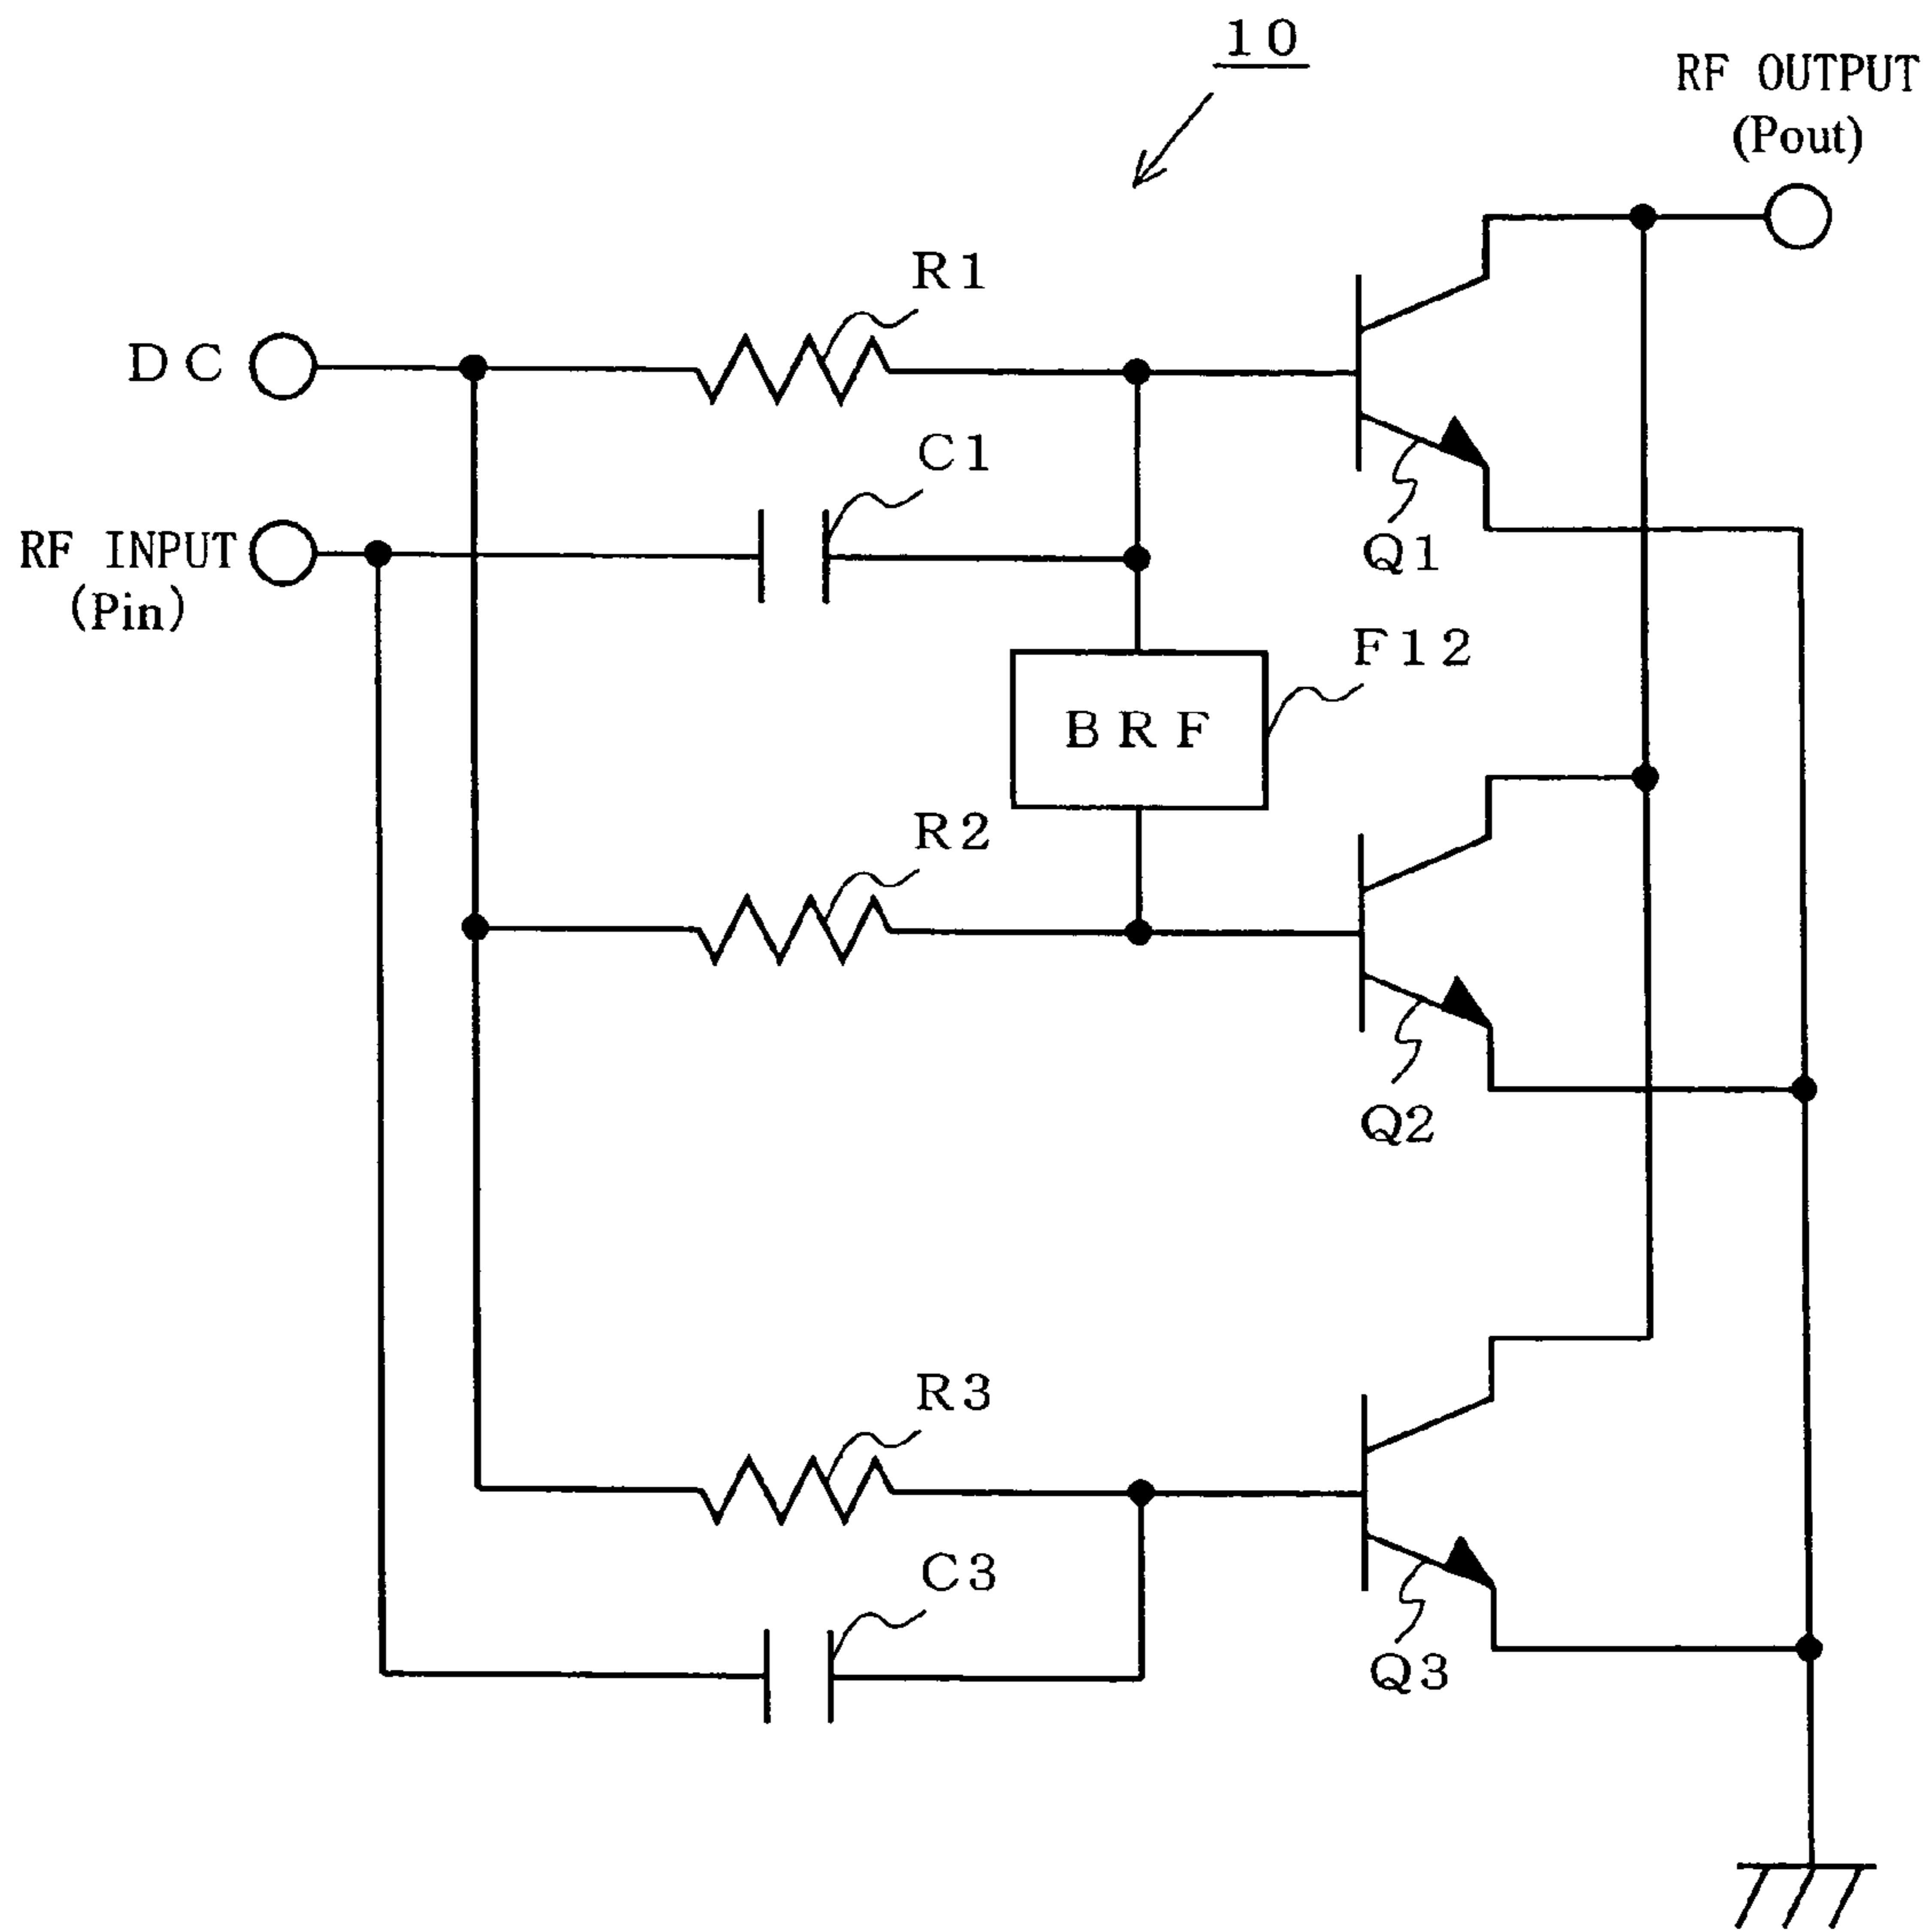 10
RF OUTPUT
(Pout)
R1
DC
C1
RF INPUT
(Pin)
Q1
F12
BRF
R2
Q2
R3
C3
Q3